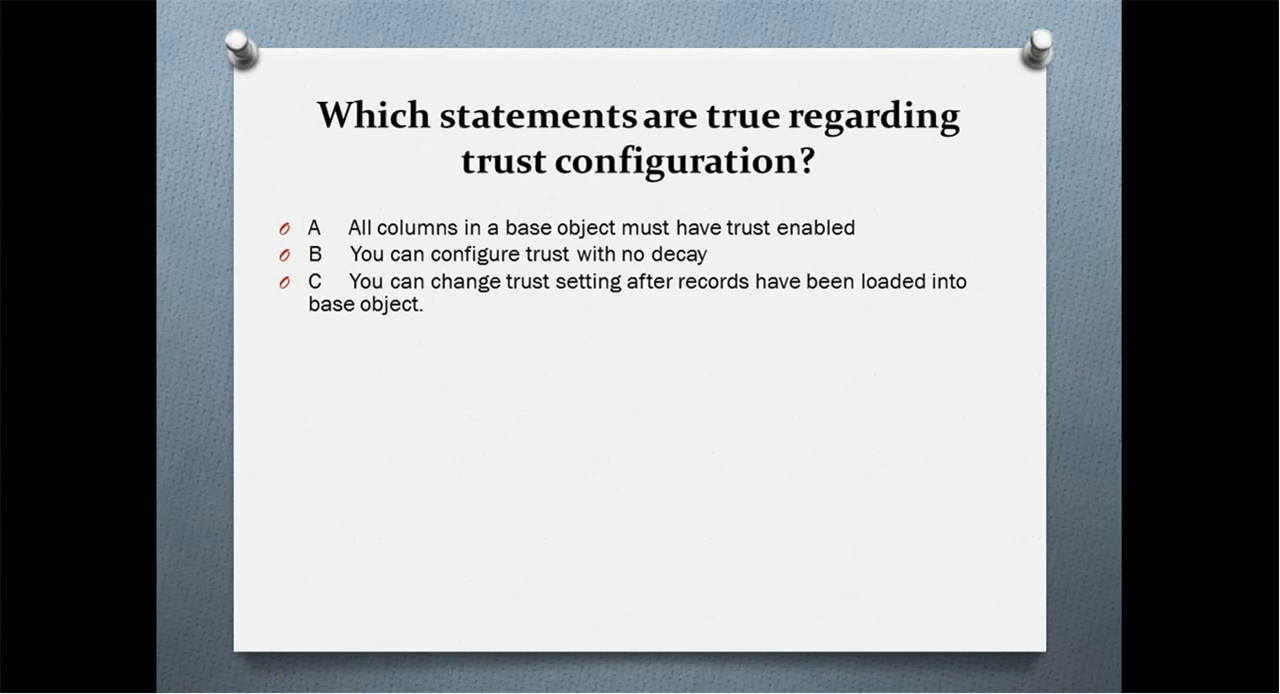 Which statements are true regarding
trust configuration?
A All columns in a base object must have trust enabled
B You can configure trust with no decay
C You can change trust setting after records have been loaded into
base object.